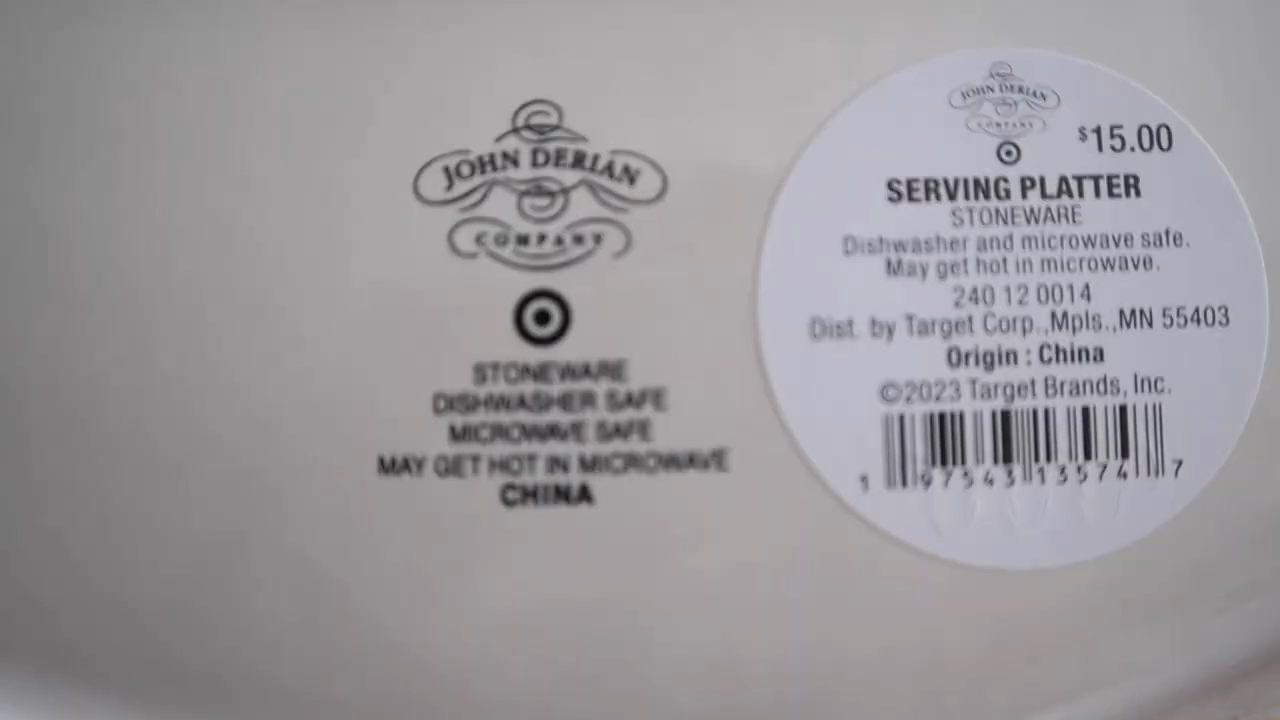 JOHN DERIAN
COMPANY
STONEWARE
DISHWASHER SAFE
MICROWAVE SAFE
MAY GET HOT IN MICROWAVE
CHINA
JOHN DERIAN
COMPANY
$15.00
SERVING PLATTER
STONEWARE
Dishwasher and microwave safe.
May get hot in microwave.
240 12 0014
Dist. by Target Corp.,Mpls.,MN 55403
Origin : China
©2023 Target Brands, Inc.
1 97543 13574 7